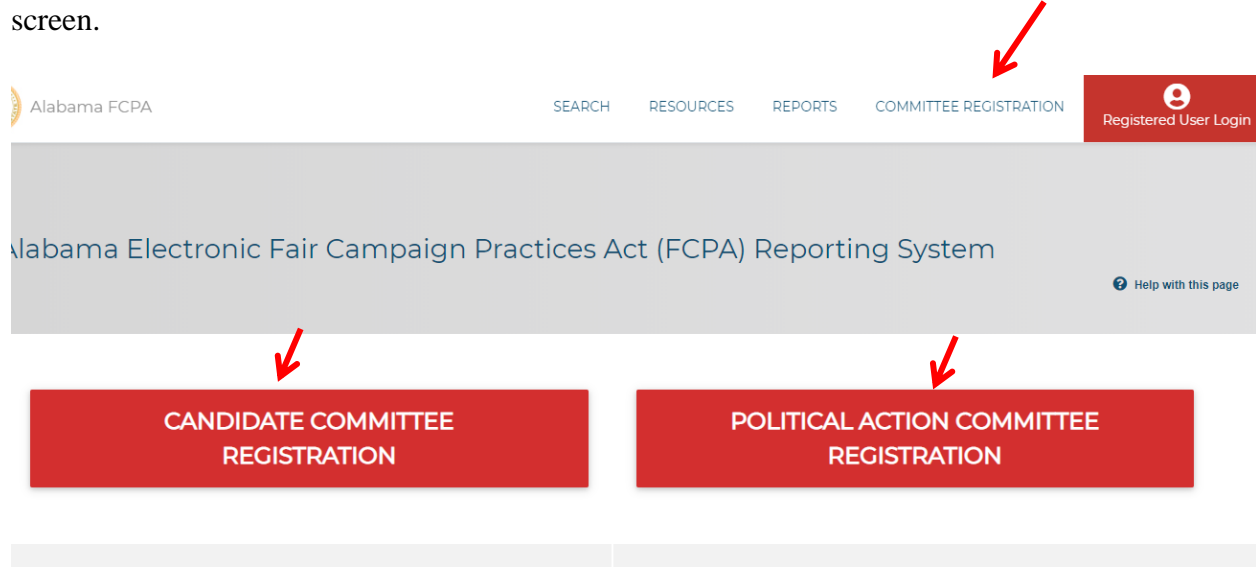 screen.
Alabama FCPA
SEARCH RESOURCES REPORTS COMMITTEE REGISTRATION
Registered User Login
Alabama Electronic Fair Campaign Practices Act (FCPA) Reporting System
Help with this page
CANDIDATE COMMITTEE
REGISTRATION
POLITICAL ACTION COMMITTEE
REGISTRATION